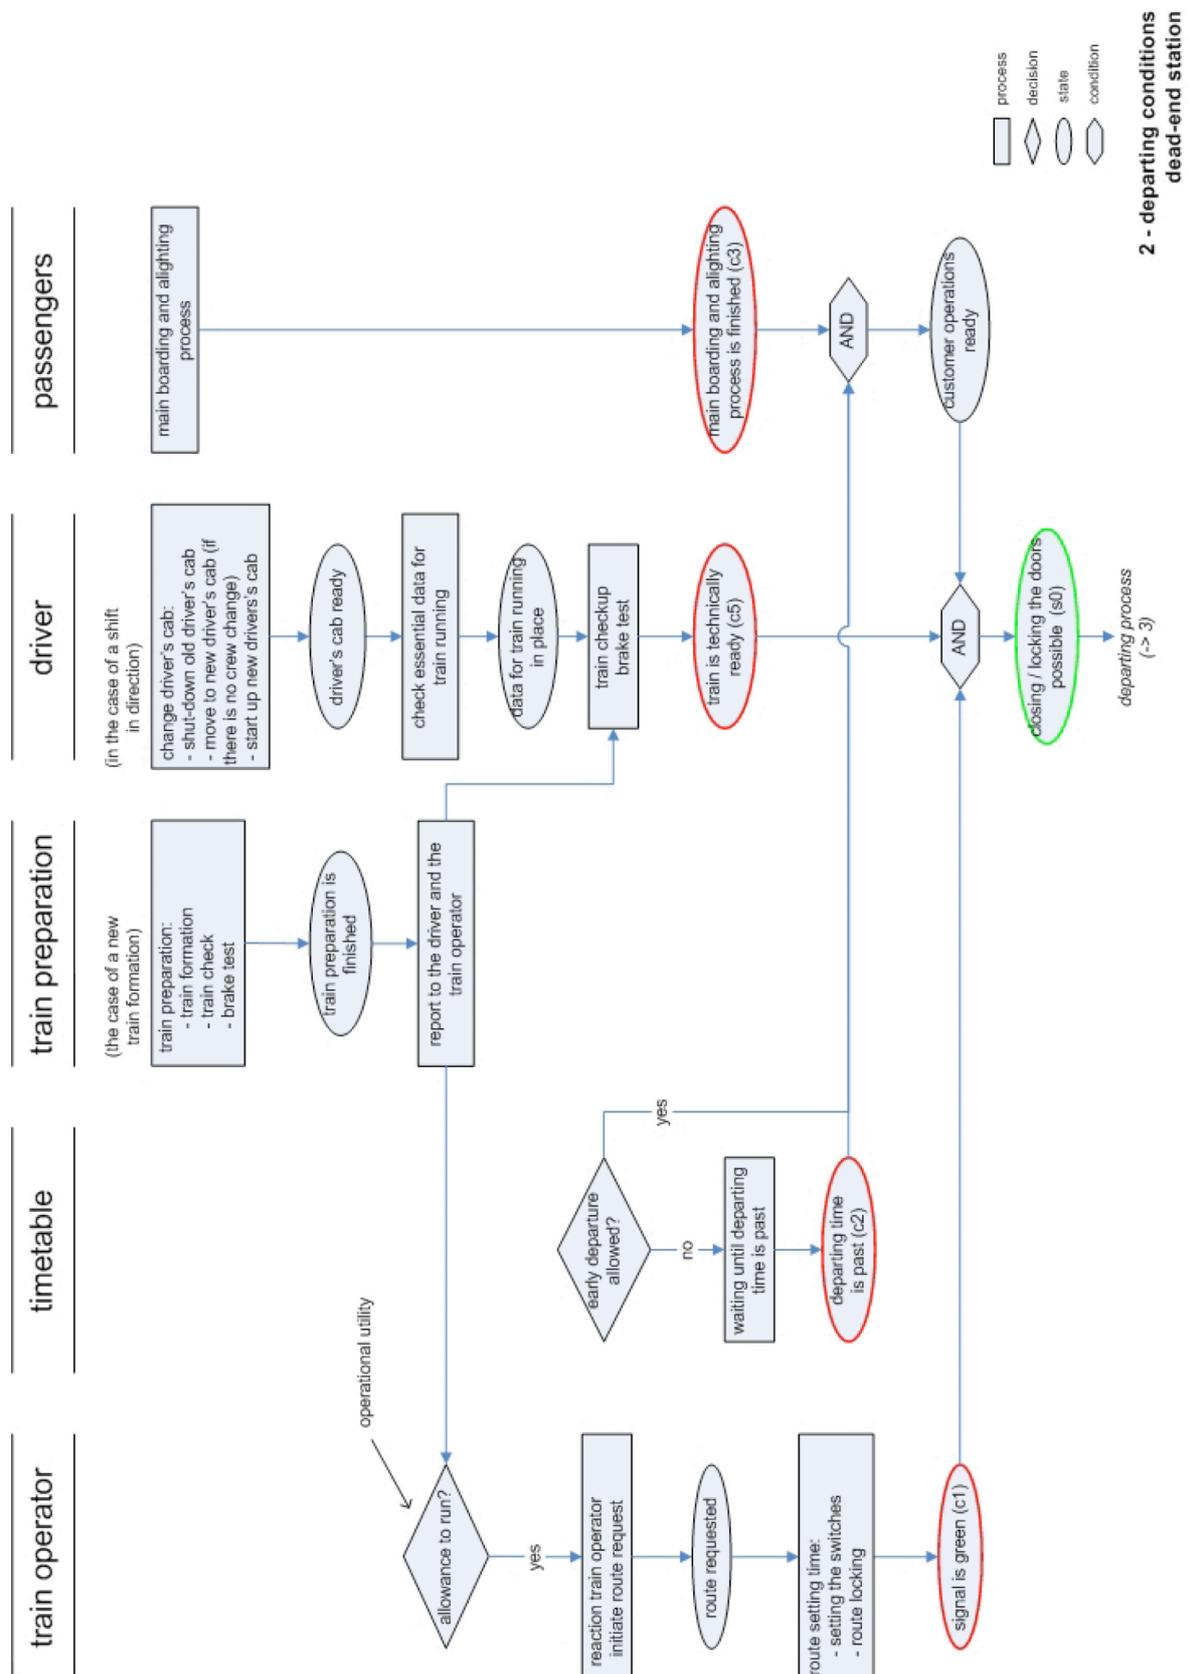 train operator
timetable
train preparation
driver
passengers
operational utility
allowance to run?
yes
reaction train operator
initiate route request
route requested
route setting time:
- setting the switches
- route locking
signal is green (c1)
early departure
allowed?
yes
no
waiting until departing
time is past
departing time
is past (c2)
(the case of a new
train formation)
train preparation:
- train formation
- train check
- brake test
train preparation is
finished
report to the driver and the
train operator
(in the case of a shift
in direction)
change driver's cab:
- shut-down old driver's cab
- move to new driver's cab (if
there is no crew change)
- start up new drivers's cab
driver's cab ready
check essential data for
train running
data for train running
in place
train checkup
brake test
train is technically
ready (c5)
AND
closing / locking the doors
possible (s0)
departing process
(-> 3)
main boarding and alighting
process
main boarding and alighting
process is finished (c3)
AND
customer operations
ready
process
decision
state
condition
2 - departing conditions
dead-end station